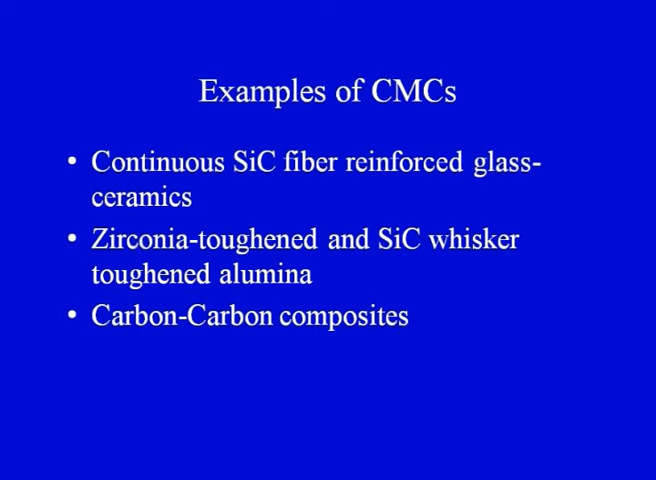 Examples of CMCs
• Continuous SiC fiber reinforced glass-
ceramics
• Zirconia-toughened and SiC whisker
toughened alumina
• Carbon-Carbon composites